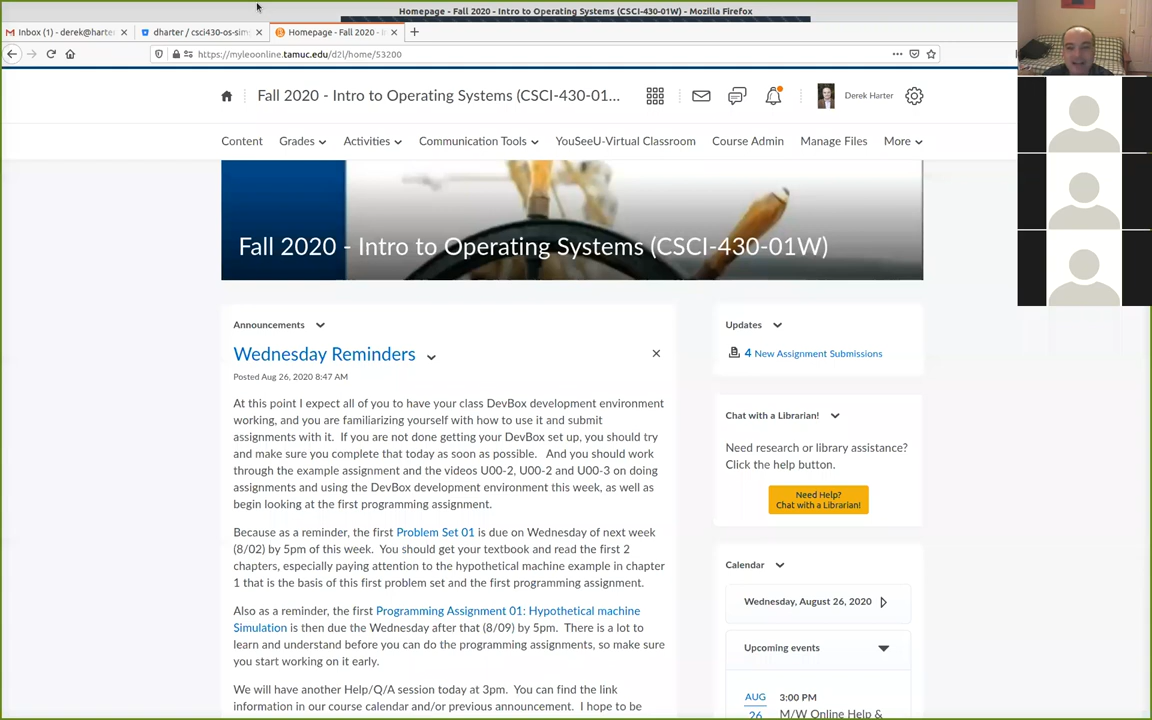 Homepage - Fall 2020 - Intro to Operating Systems (CSCI-430-01W) - Mozilla Firefox
Inbox (1) - derek@harter
dharter / csci430-os-sim
Homepage - Fall 2020 - I
https://myleoonline.tamuc.edu/d2l/home/53200
Fall 2020 - Intro to Operating Systems (CSCI-430-01...
Derek Harter
Content Grades Activities Communication Tools YouSeeU-Virtual Classroom Course Admin Manage Files More
Fall 2020 - Intro to Operating Systems (CSCI-430-01W)
Announcements
Wednesday Reminders
Posted Aug 26, 2020 8:47 AM
At this point I expect all of you to have your class DevBox development environment
working, and you are familiarizing yourself with how to use it and submit
assignments with it. If you are not done getting your DevBox set up, you should try
and make sure you complete that today as soon as possible. And you should work
through the example assignment and the videos U00-2, U00-2 and U00-3 on doing
assignments and using the DevBox development environment this week, as well as
begin looking at the first programming assignment.
Because as a reminder, the first Problem Set 01 is due on Wednesday of next week
(8/02) by 5pm of this week. You should get your textbook and read the first 2
chapters, especially paying attention to the hypothetical machine example in chapter
1 that is the basis of this first problem set and the first programming assignment.
Also as a reminder, the first Programming Assignment 01: Hypothetical machine
Simulation is then due the Wednesday after that (8/09) by 5pm. There is a lot to
learn and understand before you can do the programming assignments, so make sure
you start working on it early.
We will have another Help/Q/A session today at 3pm. You can find the link
information in our course calendar and/or previous announcement. I hope to be
Updates
4 New Assignment Submissions
Chat with a Librarian!
Need research or library assistance?
Click the help button.
Need Help?
Chat with a Librarian!
Calendar
Wednesday, August 26, 2020
Upcoming events
AUG
26
3:00 PM
M/W Online Help &